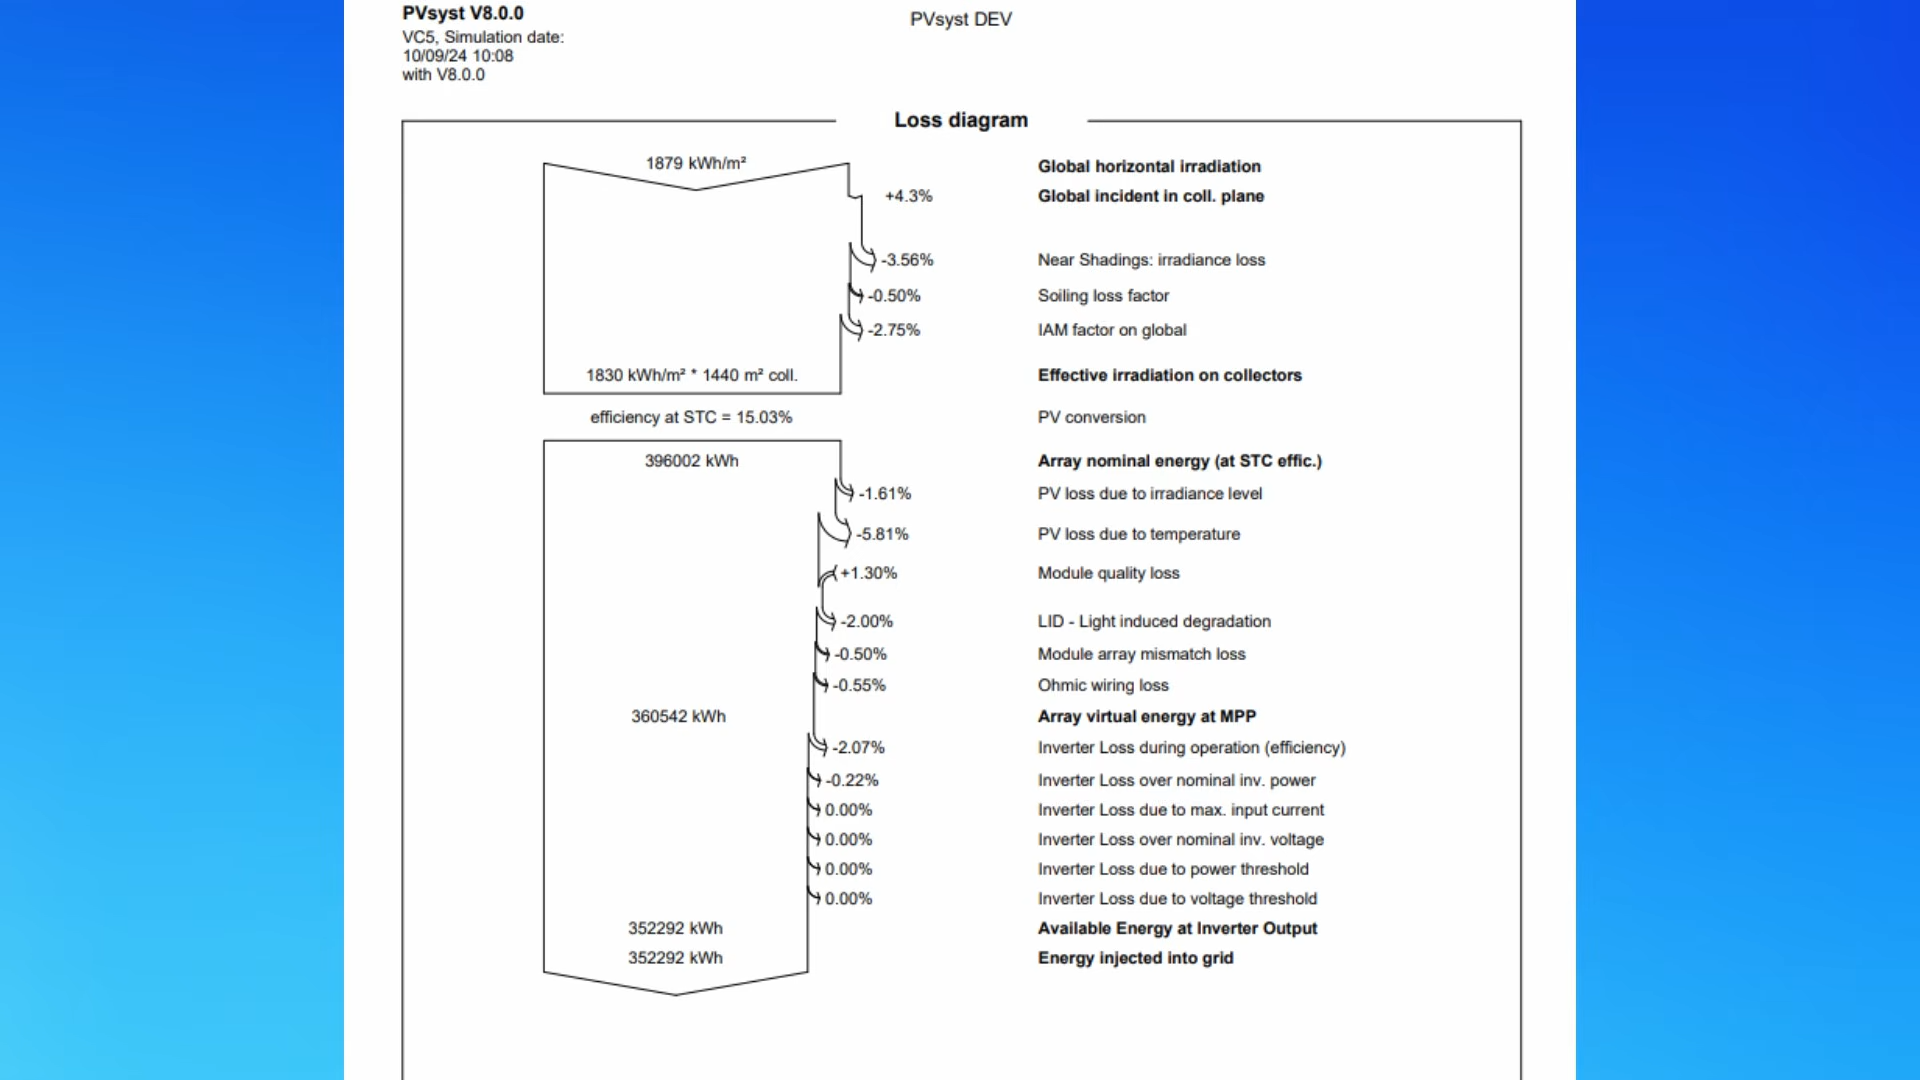 PVsyst V8.0.0
VC5, Simulation date:
10/09/24 10:08
with V8.0.0
PVsyst DEV
Loss diagram
1879 kWh/m² Global horizontal irradiation
+4.3% Global incident in coll. plane
-3.56% Near Shadings: irradiance loss
-0.50% Soiling loss factor
-2.75% IAM factor on global
1830 kWh/m² * 1440 m² coll. Effective irradiation on collectors
efficiency at STC = 15.03% PV conversion
396002 kWh Array nominal energy (at STC effic.)
-1.61% PV loss due to irradiance level
-5.81% PV loss due to temperature
+1.30% Module quality loss
-2.00% LID - Light induced degradation
-0.50% Module array mismatch loss
-0.55% Ohmic wiring loss
360542 kWh Array virtual energy at MPP
-2.07% Inverter Loss during operation (efficiency)
-0.22% Inverter Loss over nominal inv. power
0.00% Inverter Loss due to max. input current
0.00% Inverter Loss over nominal inv. voltage
0.00% Inverter Loss due to power threshold
0.00% Inverter Loss due to voltage threshold
352292 kWh Available Energy at Inverter Output
352292 kWh Energy injected into grid